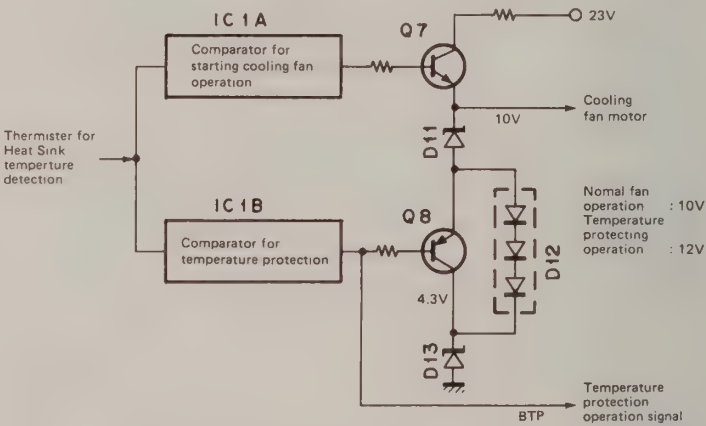 IC1A
Q7
23V
Comparator for
starting cooling fan
operation
10V
Cooling
fan motor
D11
Thermister for
Heat Sink
temperture
detection
IC1B
Q8
Comparator for
temperature protection
Nomal fan
operation : 10V
Temperature
protecting
operation : 12V
D12
4.3V
D13
BTP
Temperature
protection
operation signal